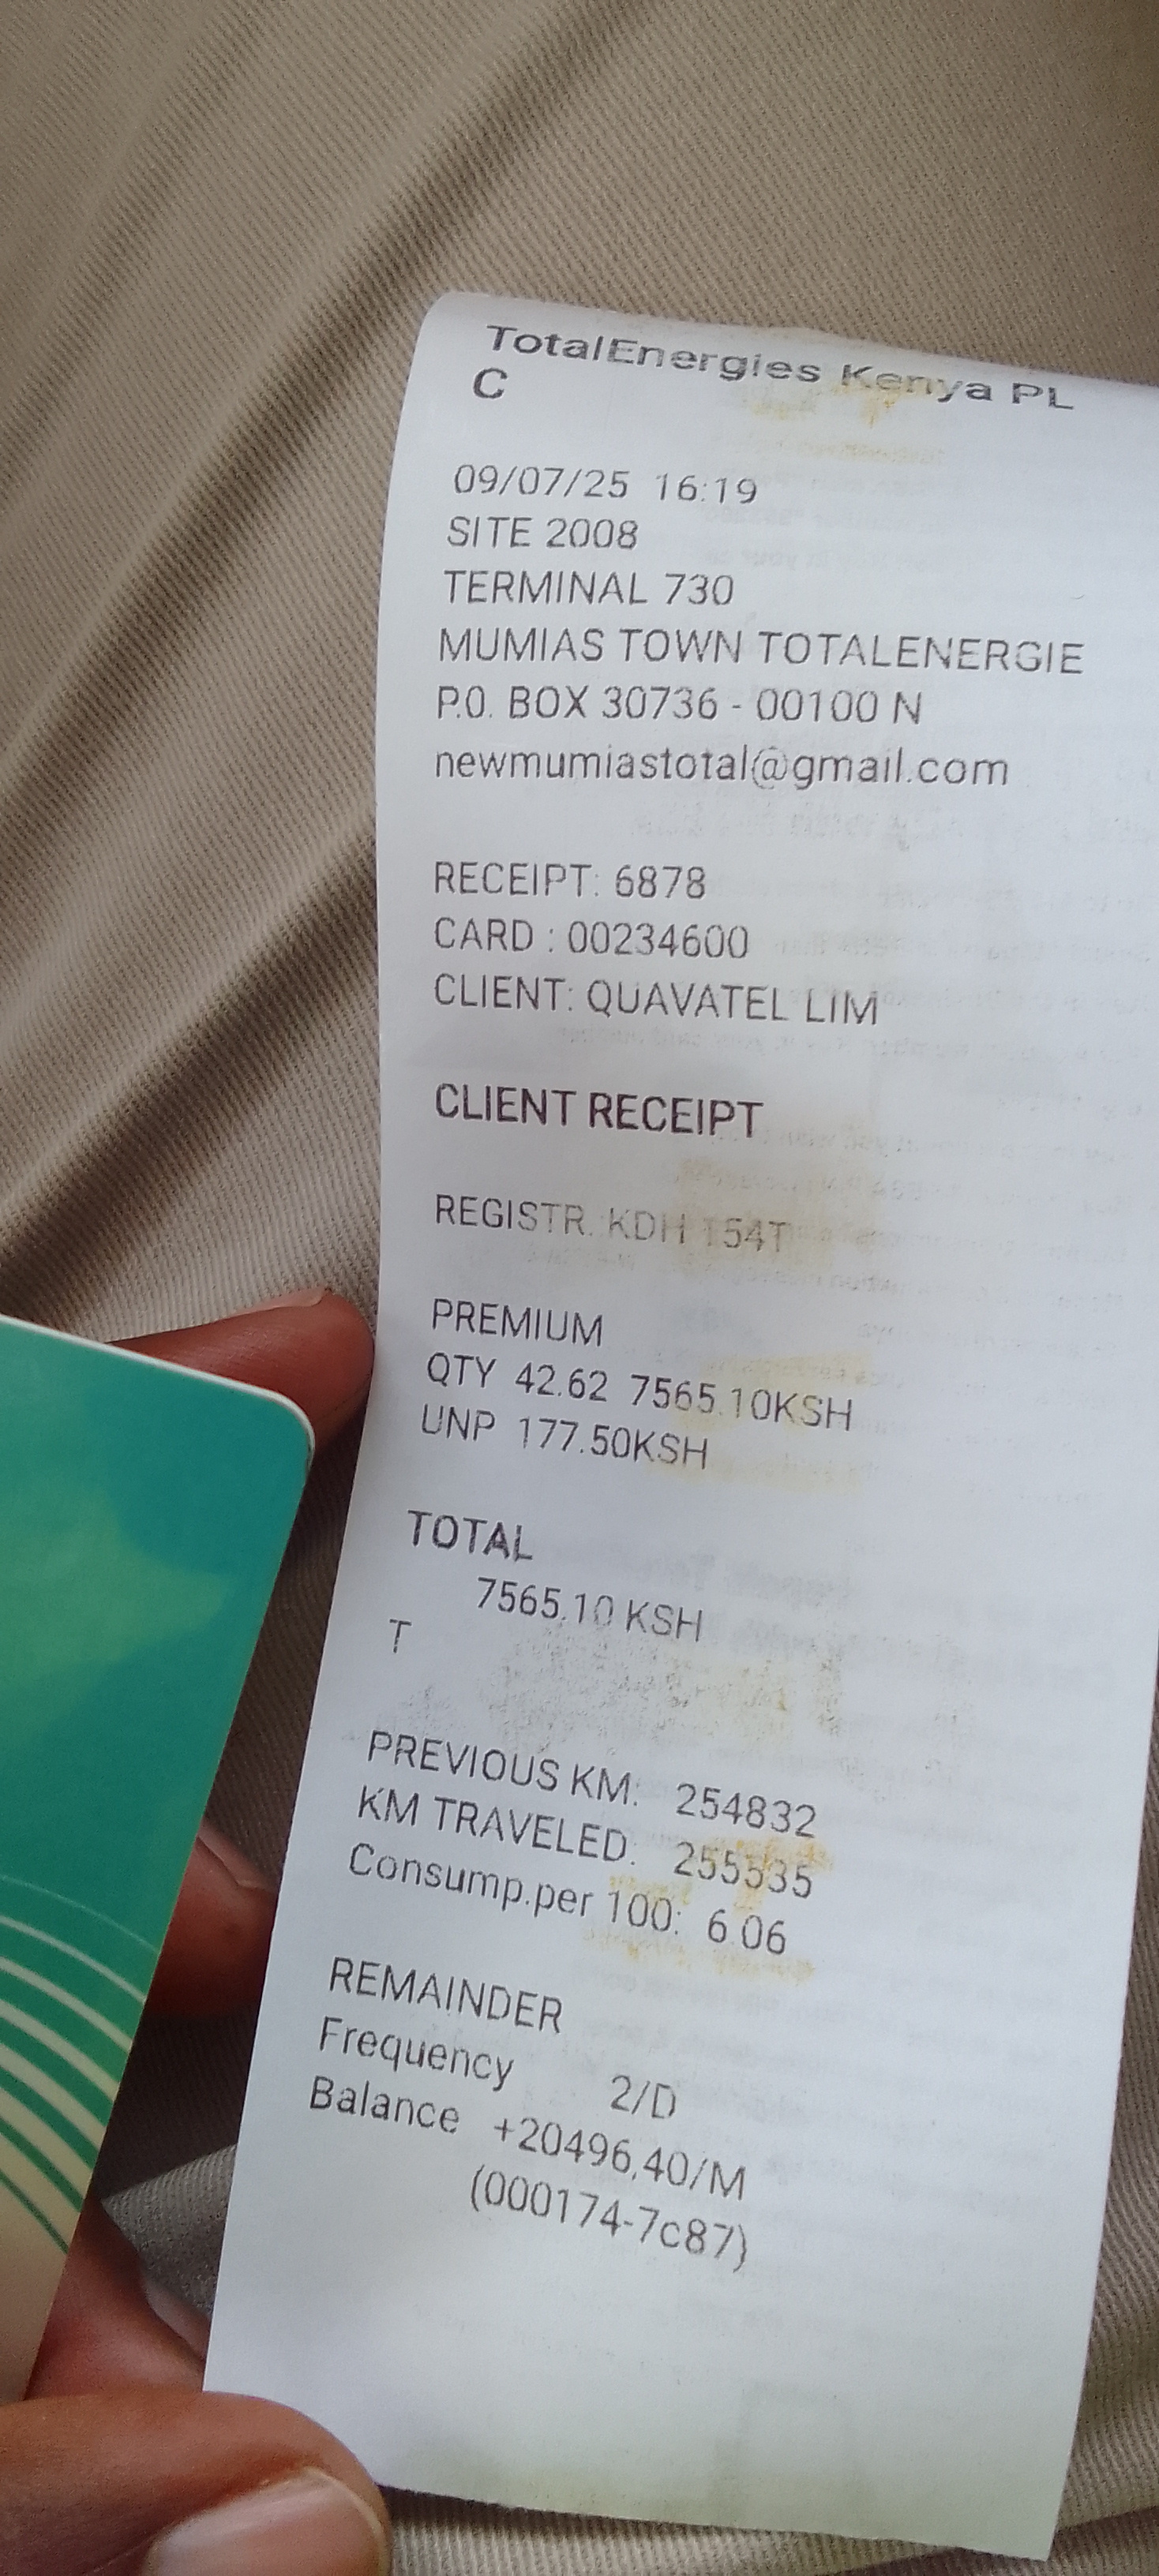 TotalEnergies Kenya PL
C
09/07/25 16:19
SITE 2008
TERMINAL 730
MUMIAS TOWN TOTALENERGIE
P.O. BOX 30736 - 00100 N
newmumiastotal@gmail.com
RECEIPT: 6878
CARD : 00234600
CLIENT: QUAVATEL LIM
CLIENT RECEIPT
REGISTR. KDH 154T
PREMIUM
QTY 42.62 7565.10KSH
UNP 177.50KSH
TOTAL
7565.10 KSH
T
PREVIOUS KM: 254832
KM TRAVELED: 255535
Consump.per 100: 6.06
REMAINDER
Frequency 2/D
Balance +20496.40/M
(000174-7c87)